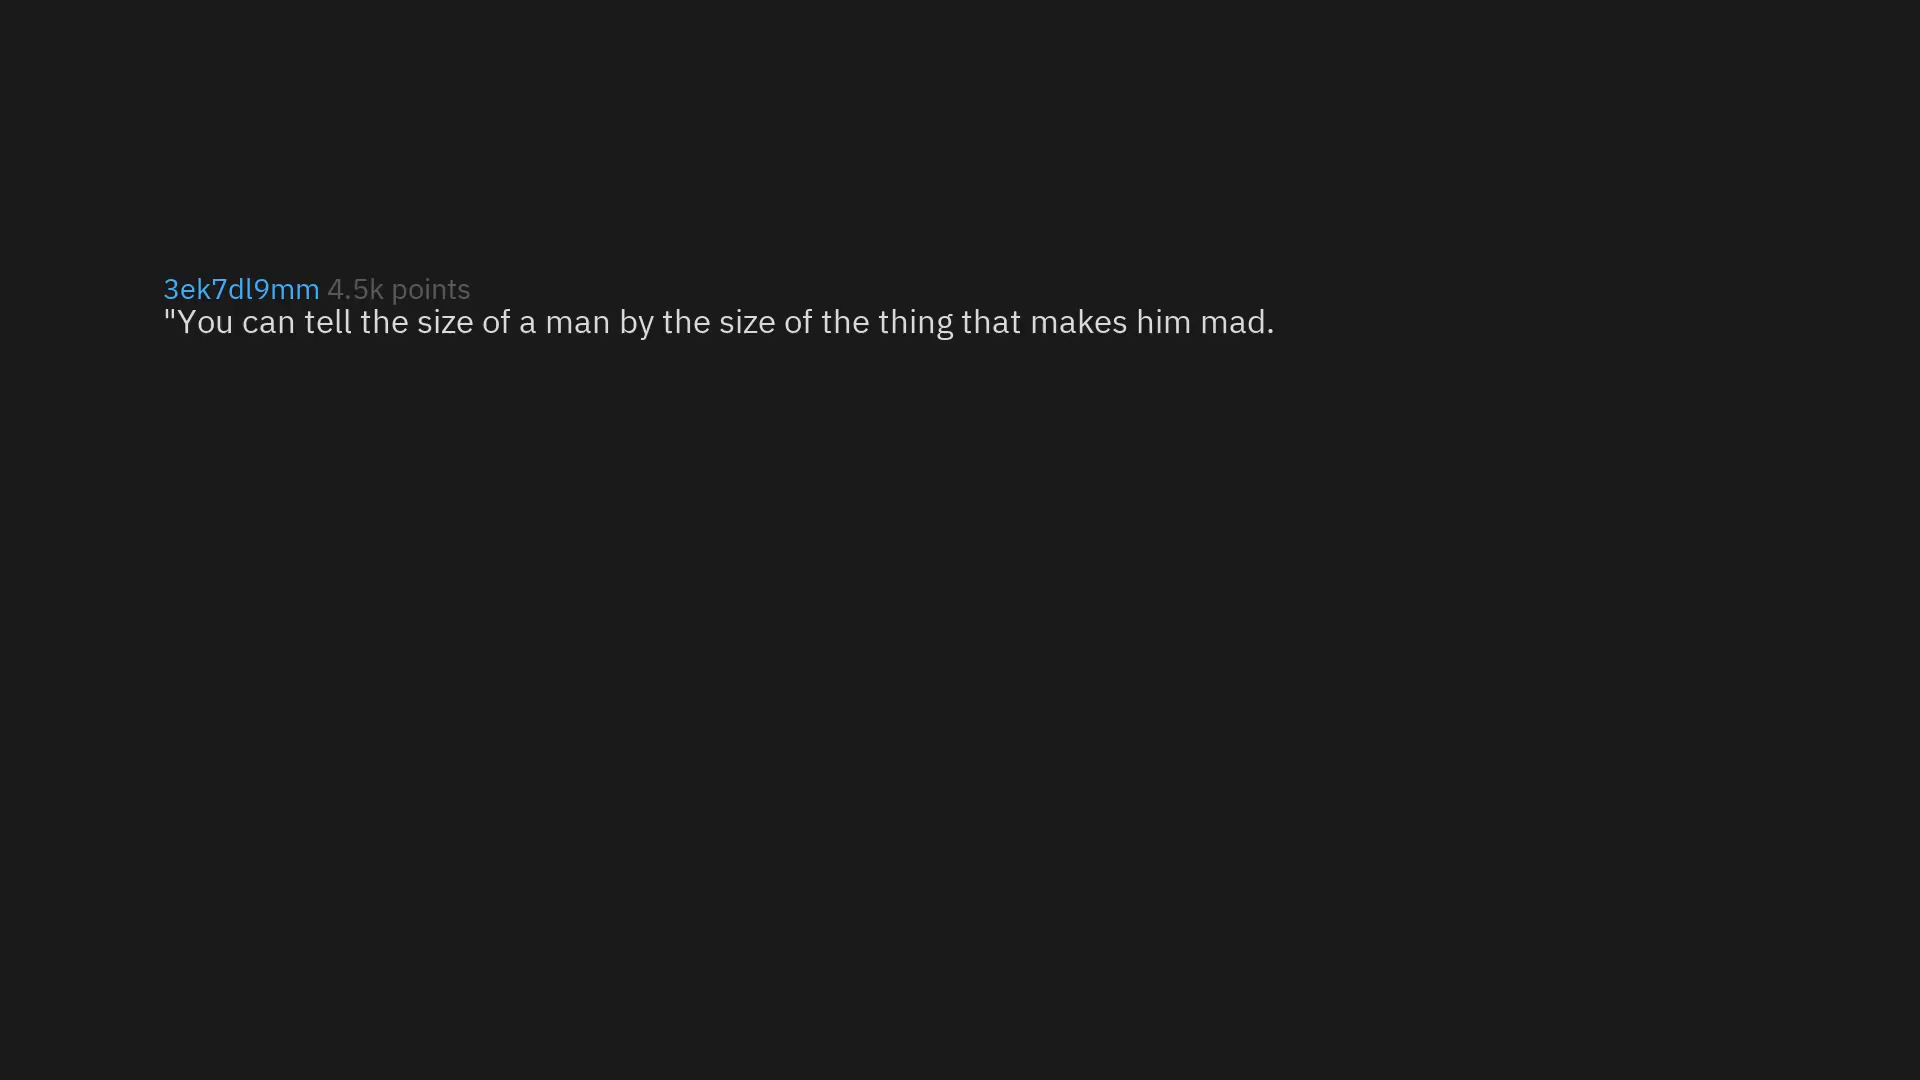 3ek7dl9mm 4.5k points
"You can tell the size of a man by the size of the thing that makes him mad.